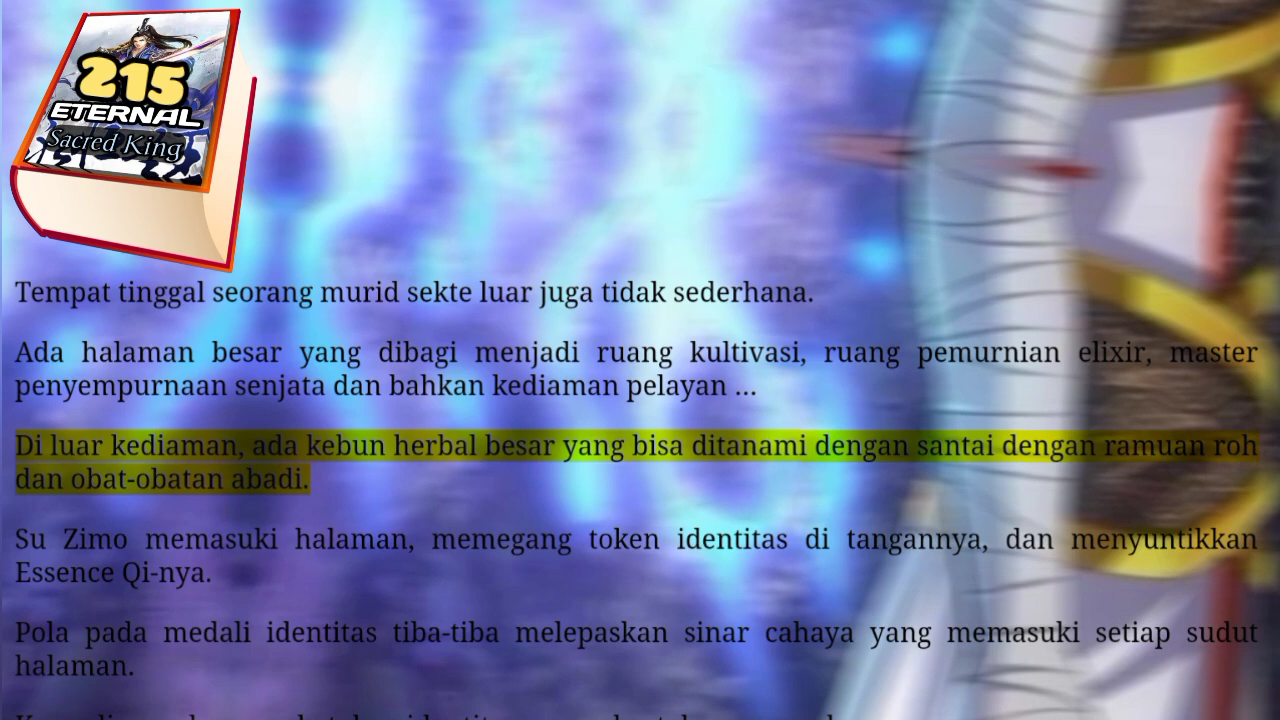 215
ETERNAL
Sacred King
Tempat tinggal seorang murid sekte luar juga tidak sederhana.
Ada halaman besar yang dibagi menjadi ruang kultivasi, ruang pemurnian elixir, master
penyempurnaan senjata dan bahkan kediaman pelayan ...
Di luar kediaman, ada kebun herbal besar yang bisa ditanami dengan santai dengan ramuan roh
dan obat-obatan abadi.
Su Zimo memasuki halaman, memegang token identitas di tangannya, dan menyuntikkan
Essence Qi-nya.
Pola pada medali identitas tiba-tiba melepaskan sinar cahaya yang memasuki setiap sudut
halaman.